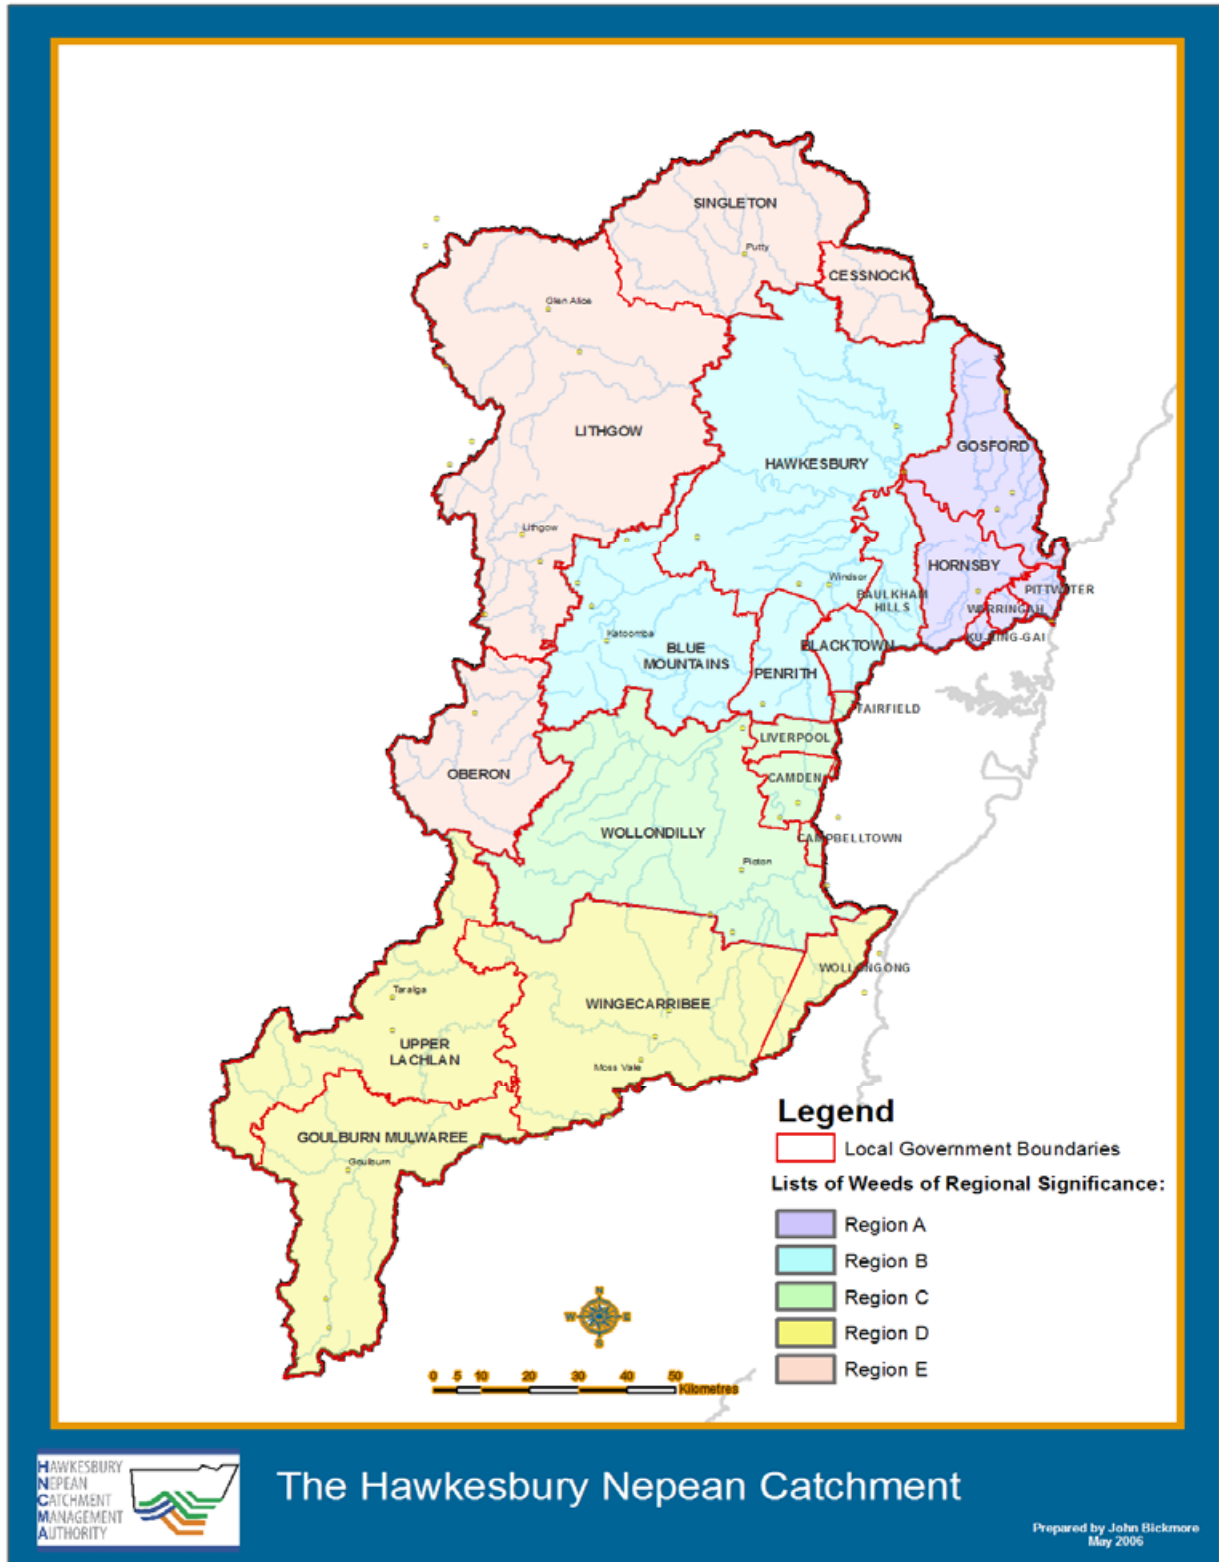 SINGLETON
Putty
CESSNOCK
Glen Alice
LITHGOW
GOSFORD
HAWKESBURY
Lithgow
HORNSBY
Windsor
PITTWATER
BAULKHAM
HILLS
WARRINGAH
KU-RING-GAI
Katoomba
BLUE
MOUNTAINS
BLACKTOWN
PENRITH
FAIRFIELD
LIVERPOOL
OBERON
CAMDEN
WOLLONDILLY
CAMPBELLTOWN
Picton
WOLLONGONG
Taralga
WINGECARRIBEE
UPPER
LACHLAN
Moss Vale
GOULBURN MULWAREE
Goulburn
Legend
Local Government Boundaries
Lists of Weeds of Regional Significance:
Region A
Region B
Region C
Region D
Region E
N
W E
S
0 5 10 20 30 40 50
Kilometres
HAWKESBURY
NEPEAN
CATCHMENT
MANAGEMENT
AUTHORITY
The Hawkesbury Nepean Catchment
Prepared by John Bickmore
May 2006